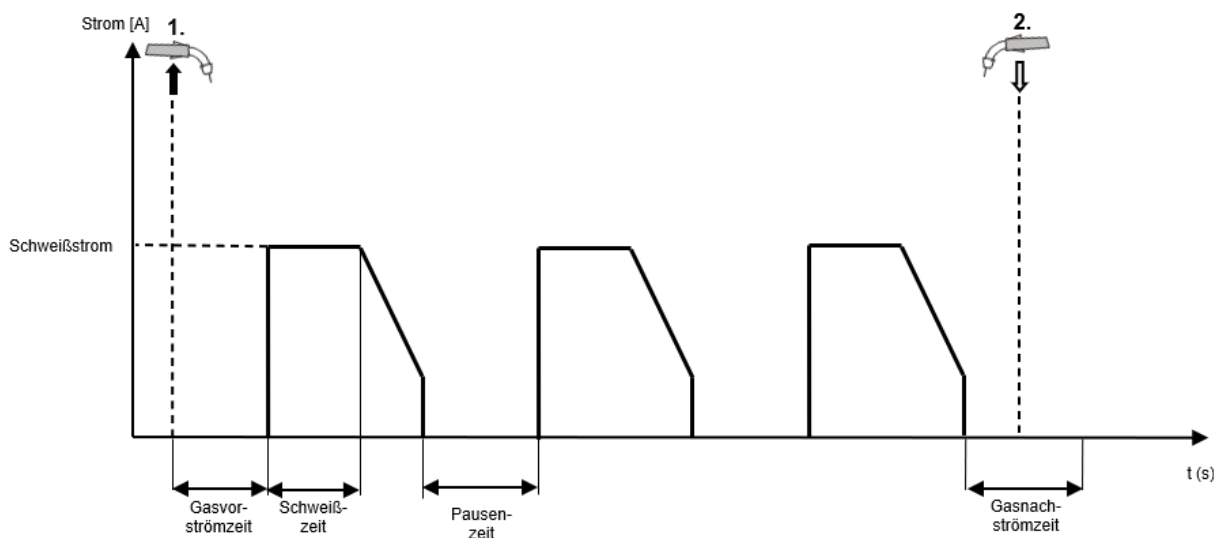 Strom [A]
1.
2.
Schweißstrom
t (s)
Gasvor-
strömzeit
Schweiß-
zeit
Pausen-
zeit
Gasnach-
strömzeit